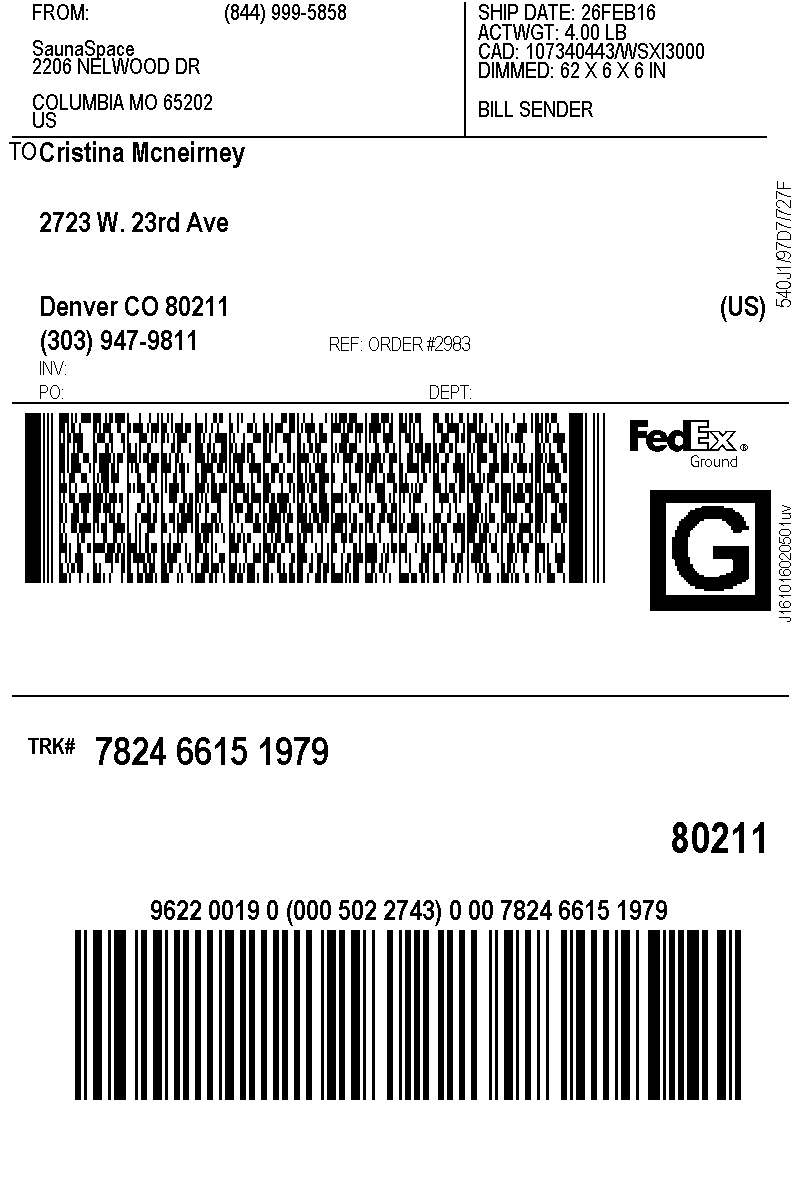 FROM: (844) 999-5858
SaunaSpace
2206 NELWOOD DR
COLUMBIA MO 65202
US
SHIP DATE: 26FEB16
ACTWGT: 4.00 LB
CAD: 107340443/WSXI3000
DIMMED: 62 X 6 X 6 IN
BILL SENDER
TO Cristina Mcneirney
2723 W. 23rd Ave
Denver CO 80211 (US)
(303) 947-9811 REF: ORDER #2983
INV:
PO: DEPT:
540J1/97D7/727F
FedEx®
Ground
G
J161016020501uv
TRK# 7824 6615 1979
80211
9622 0019 0 (000 502 2743) 0 00 7824 6615 1979